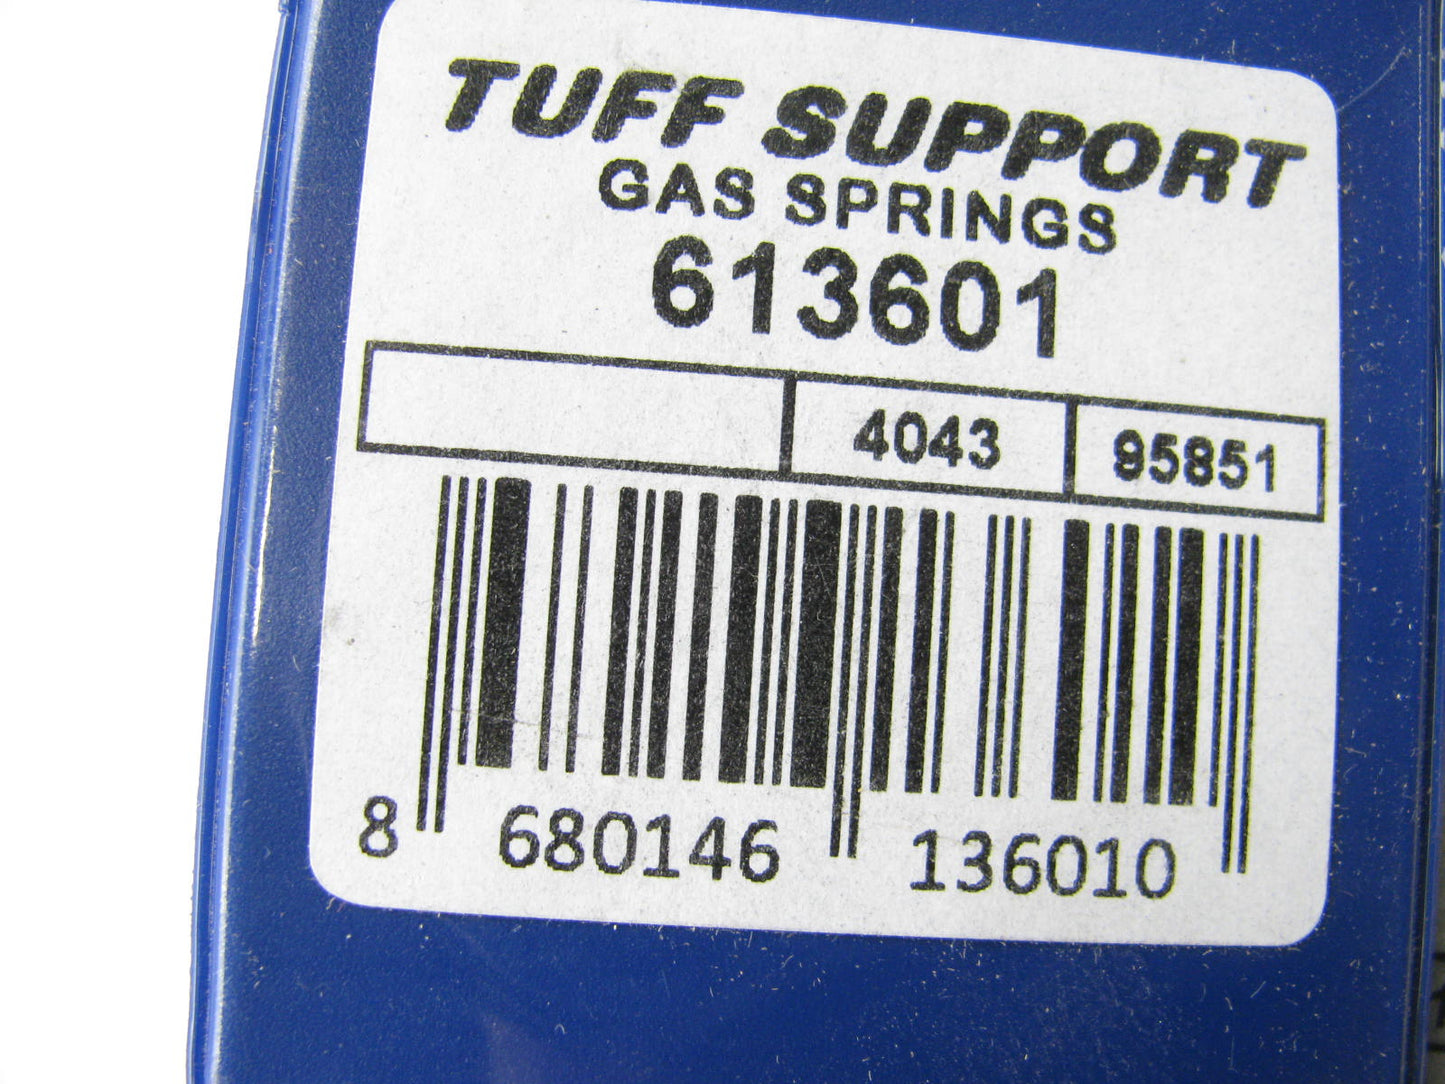 TUFF SUPPORT
GAS SPRINGS
613601
4043 95851
8 680146 136010